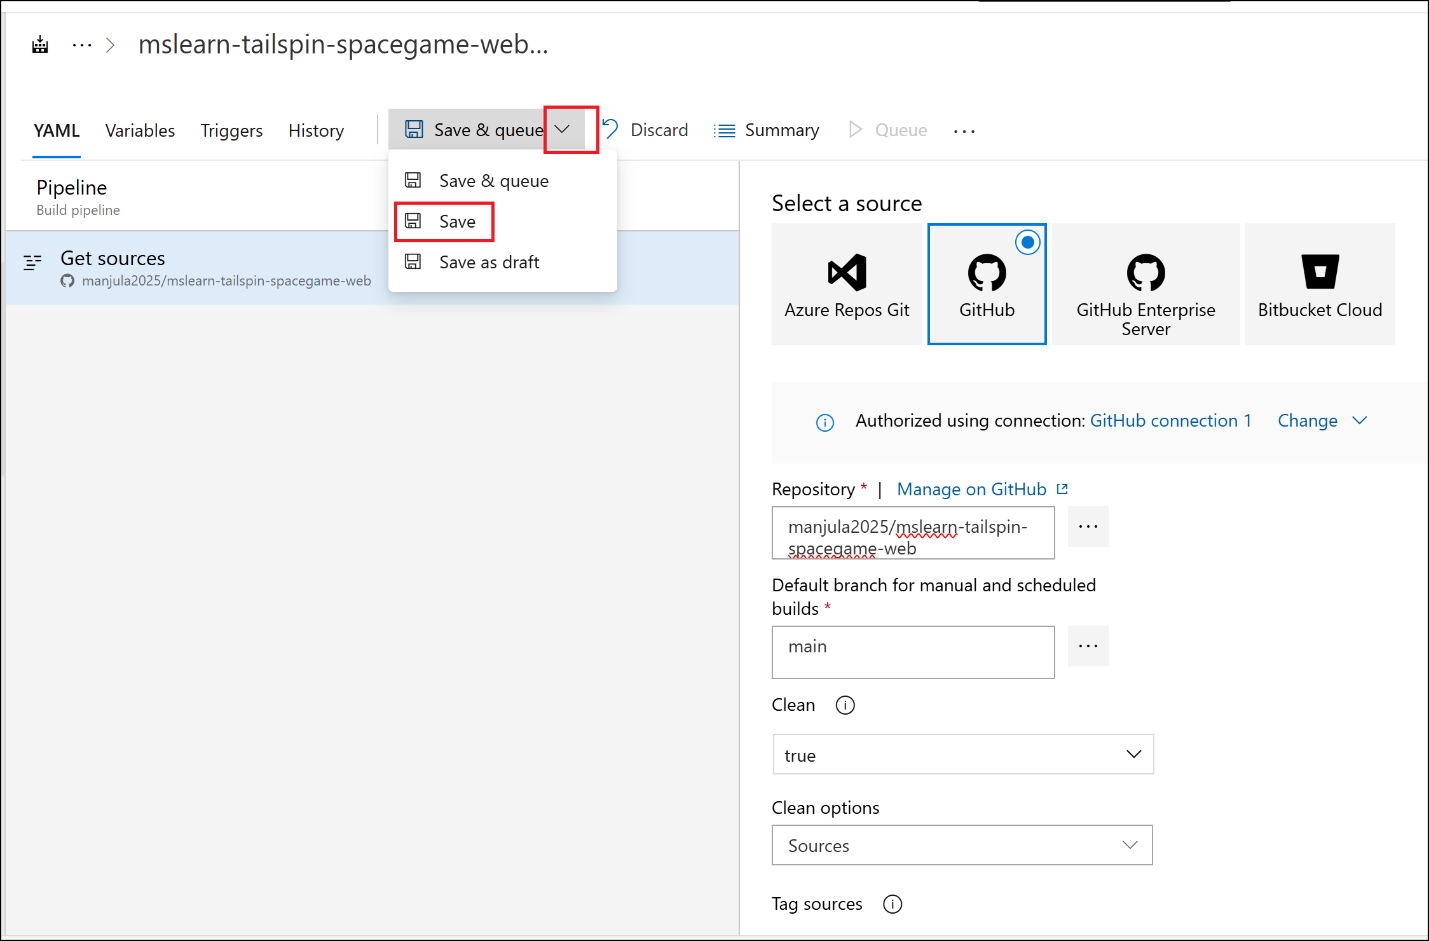 mslearn-tailspin-spacegame-web...
YAML Variables Triggers History Save & queue Discard Summary Queue ...
Pipeline
Build pipeline
Get sources
manjula2025/mslearn-tailspin-spacegame-web
Save & queue
Save
Save as draft
Select a source
Azure Repos Git
GitHub
GitHub Enterprise
Server
Bitbucket Cloud
Authorized using connection: GitHub connection 1 Change
Repository * | Manage on GitHub
manjula2025/mslearn-tailspin-
spacegame-web
...
Default branch for manual and scheduled
builds *
main
...
Clean
true
Clean options
Sources
Tag sources